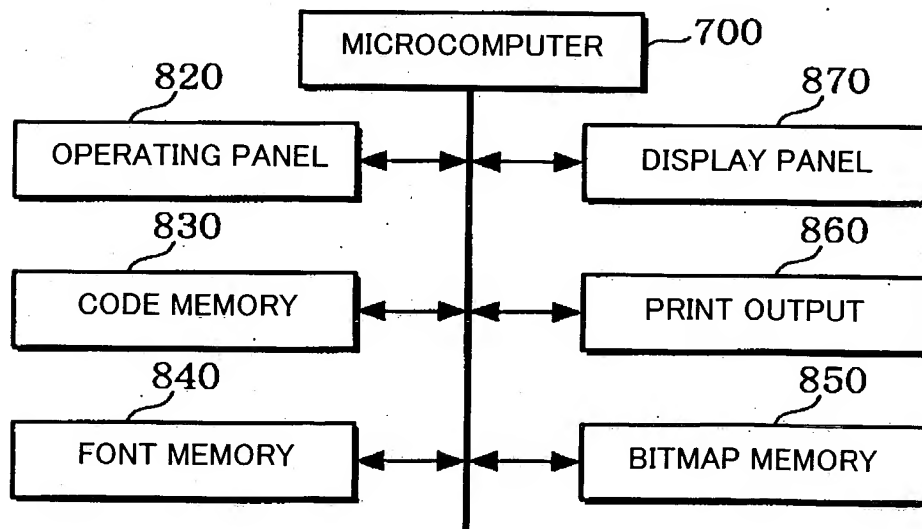 MICROCOMPUTER
700
820
870
OPERATING PANEL
DISPLAY PANEL
830
860
CODE MEMORY
PRINT OUTPUT
840
850
FONT MEMORY
BITMAP MEMORY